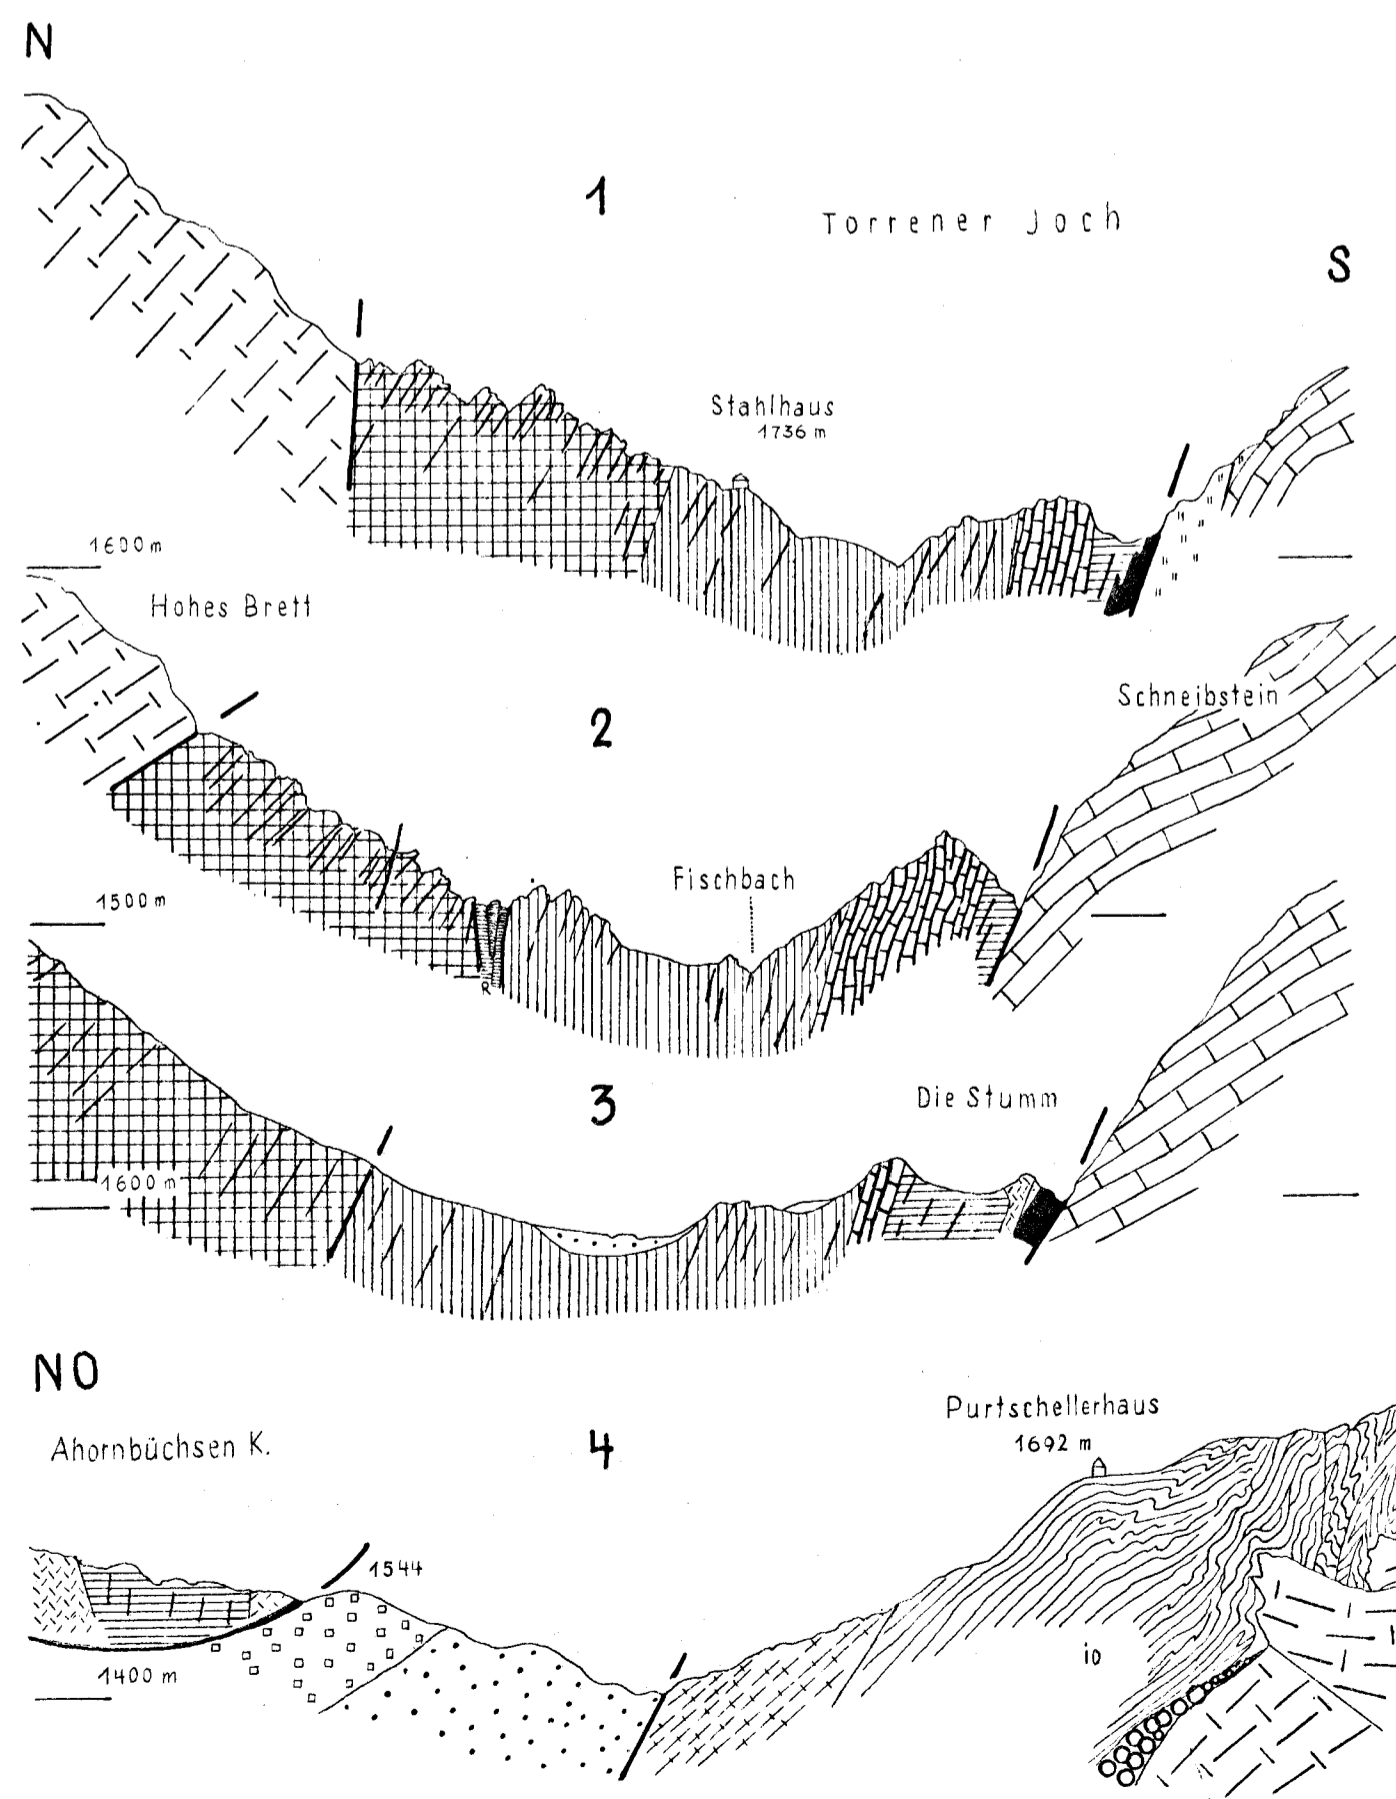 N
1
Torrener Joch
S
Stahlhaus
1736 m
1600 m
Hohes Brett
2
Schneibstein
Fischbach
1500 m
R
3
Die Stumm
1600 m
NO
Ahornbüchsen K.
4
Purtschellerhaus
1692 m
1544
1400 m
io